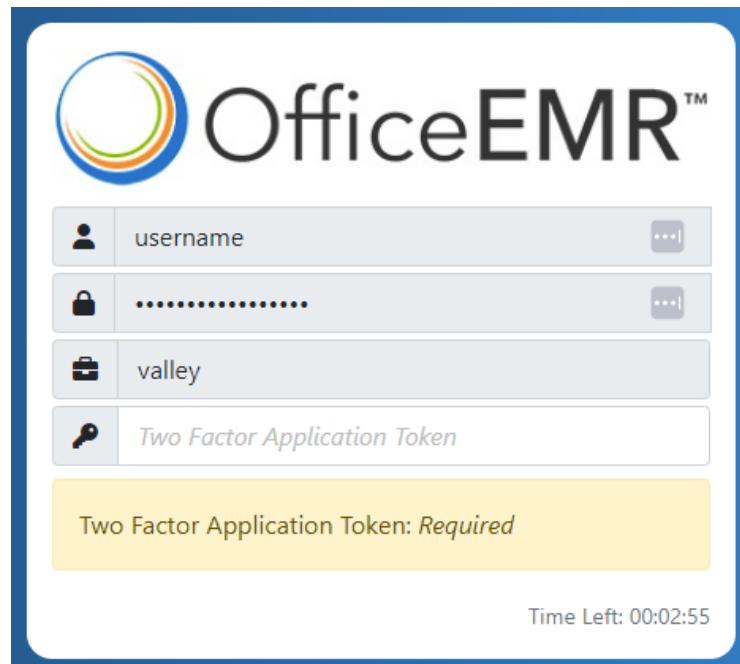 OfficeEMR™
username
•••••••••••••••••
valley
Two Factor Application Token
Two Factor Application Token: Required
Time Left: 00:02:55